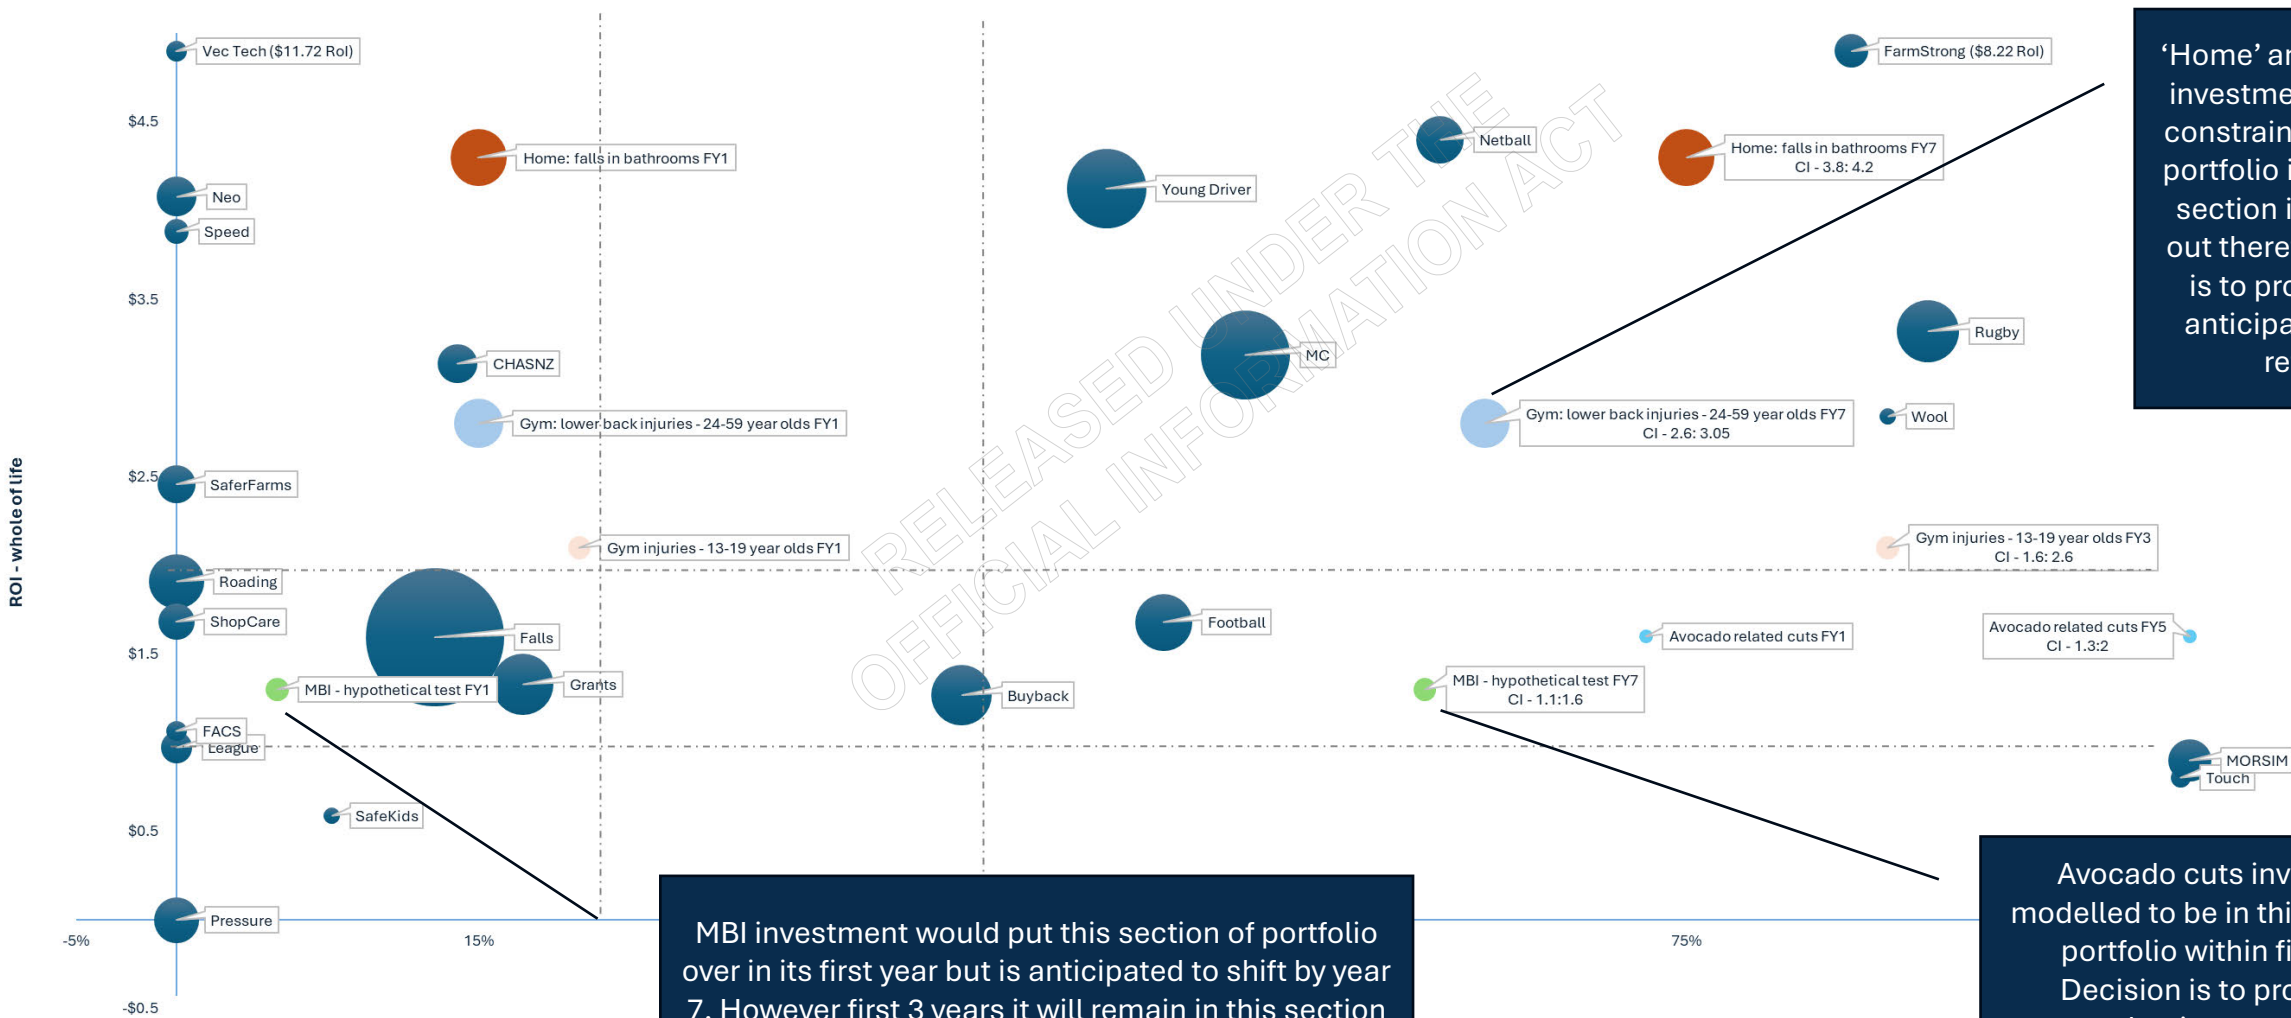 Vec Tech ($11.72 RoI)
FarmStrong ($8.22 RoI)
$4.5
Home: falls in bathrooms FY1
Netball
Home: falls in bathrooms FY7
CI - 3.8: 4.2
Neo
Young Driver
Speed
$3.5
Rugby
CHASNZ
MC
Gym: lower back injuries - 24-59 year olds FY1
Gym: lower back injuries - 24-59 year olds FY7
CI - 2.6: 3.05
Wool
$2.5
SaferFarms
Gym injuries - 13-19 year olds FY1
Gym injuries - 13-19 year olds FY3
CI - 1.6: 2.6
Roading
ShopCare
Falls
Football
Avocado related cuts FY1
Avocado related cuts FY5
CI - 1.3:2
$1.5
MBI - hypothetical test FY1
Grants
Buyback
MBI - hypothetical test FY7
CI - 1.1:1.6
FACS
League
MORSIM
Touch
SafeKids
$0.5
Pressure
-5%
15%
75%
-$0.5
ROI - whole of life
RELEASED UNDER THE
OFFICIAL INFORMATION ACT
‘Home’
investme
constrain
portfolio
section
out there
is to pro
anticipa
re
MBI investment would put this section of portfolio
over in its first year but is anticipated to shift by year
7. However first 3 years it will remain in this section
Avocado cuts inv
modelled to be in thi
portfolio within fi
Decision is to pro